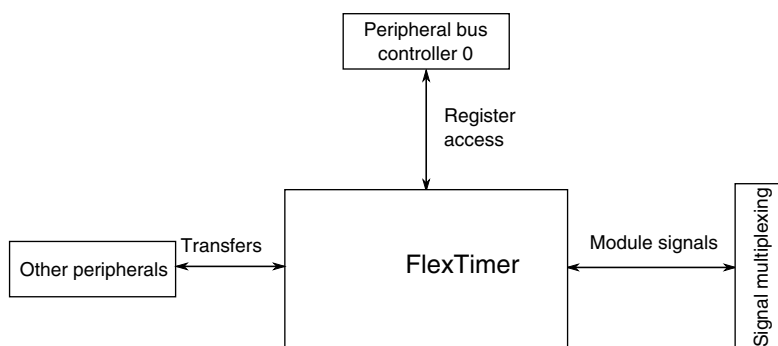 Peripheral bus
controller 0
Register
access
Transfers
Other peripherals
FlexTimer
Module signals
Signal multiplexing